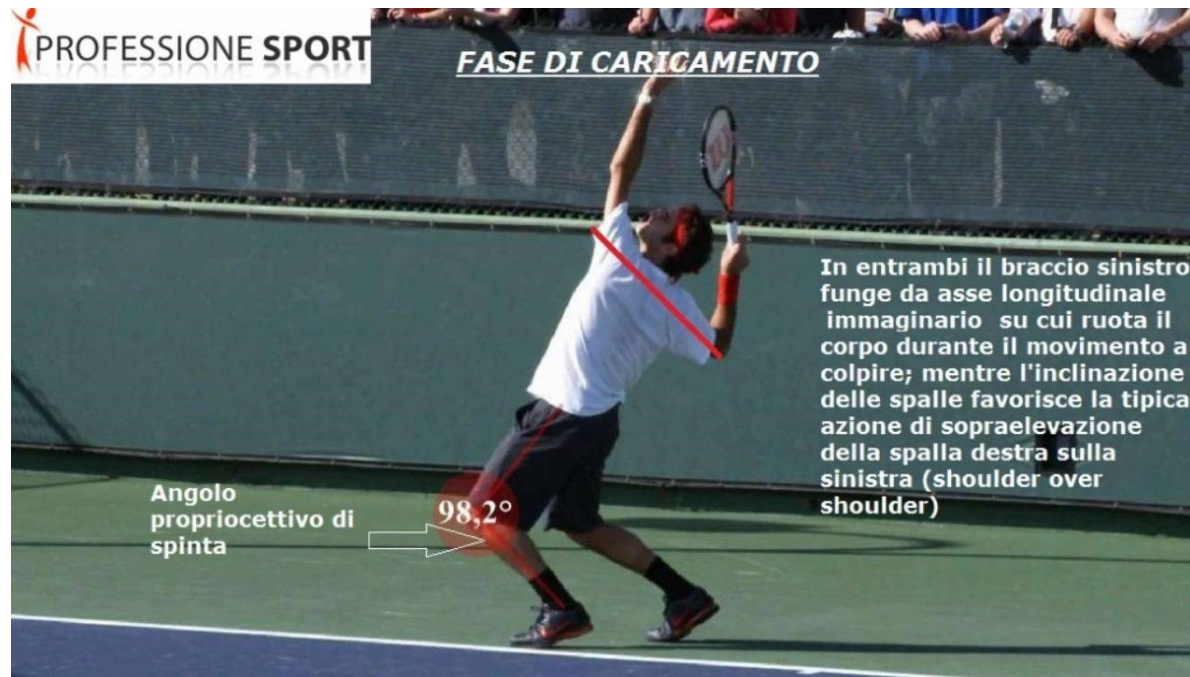 PROFESSIONE SPORT
FASE DI CARICAMENTO
In entrambi il braccio sinistro
funge da asse longitudinale
immaginario su cui ruota il
corpo durante il movimento a
colpire; mentre l'inclinazione
delle spalle favorisce la tipica
azione di sopraelevazione
della spalla destra sulla
sinistra (shoulder over
shoulder)
Angolo
propriocettivo di
spinta
98,2°